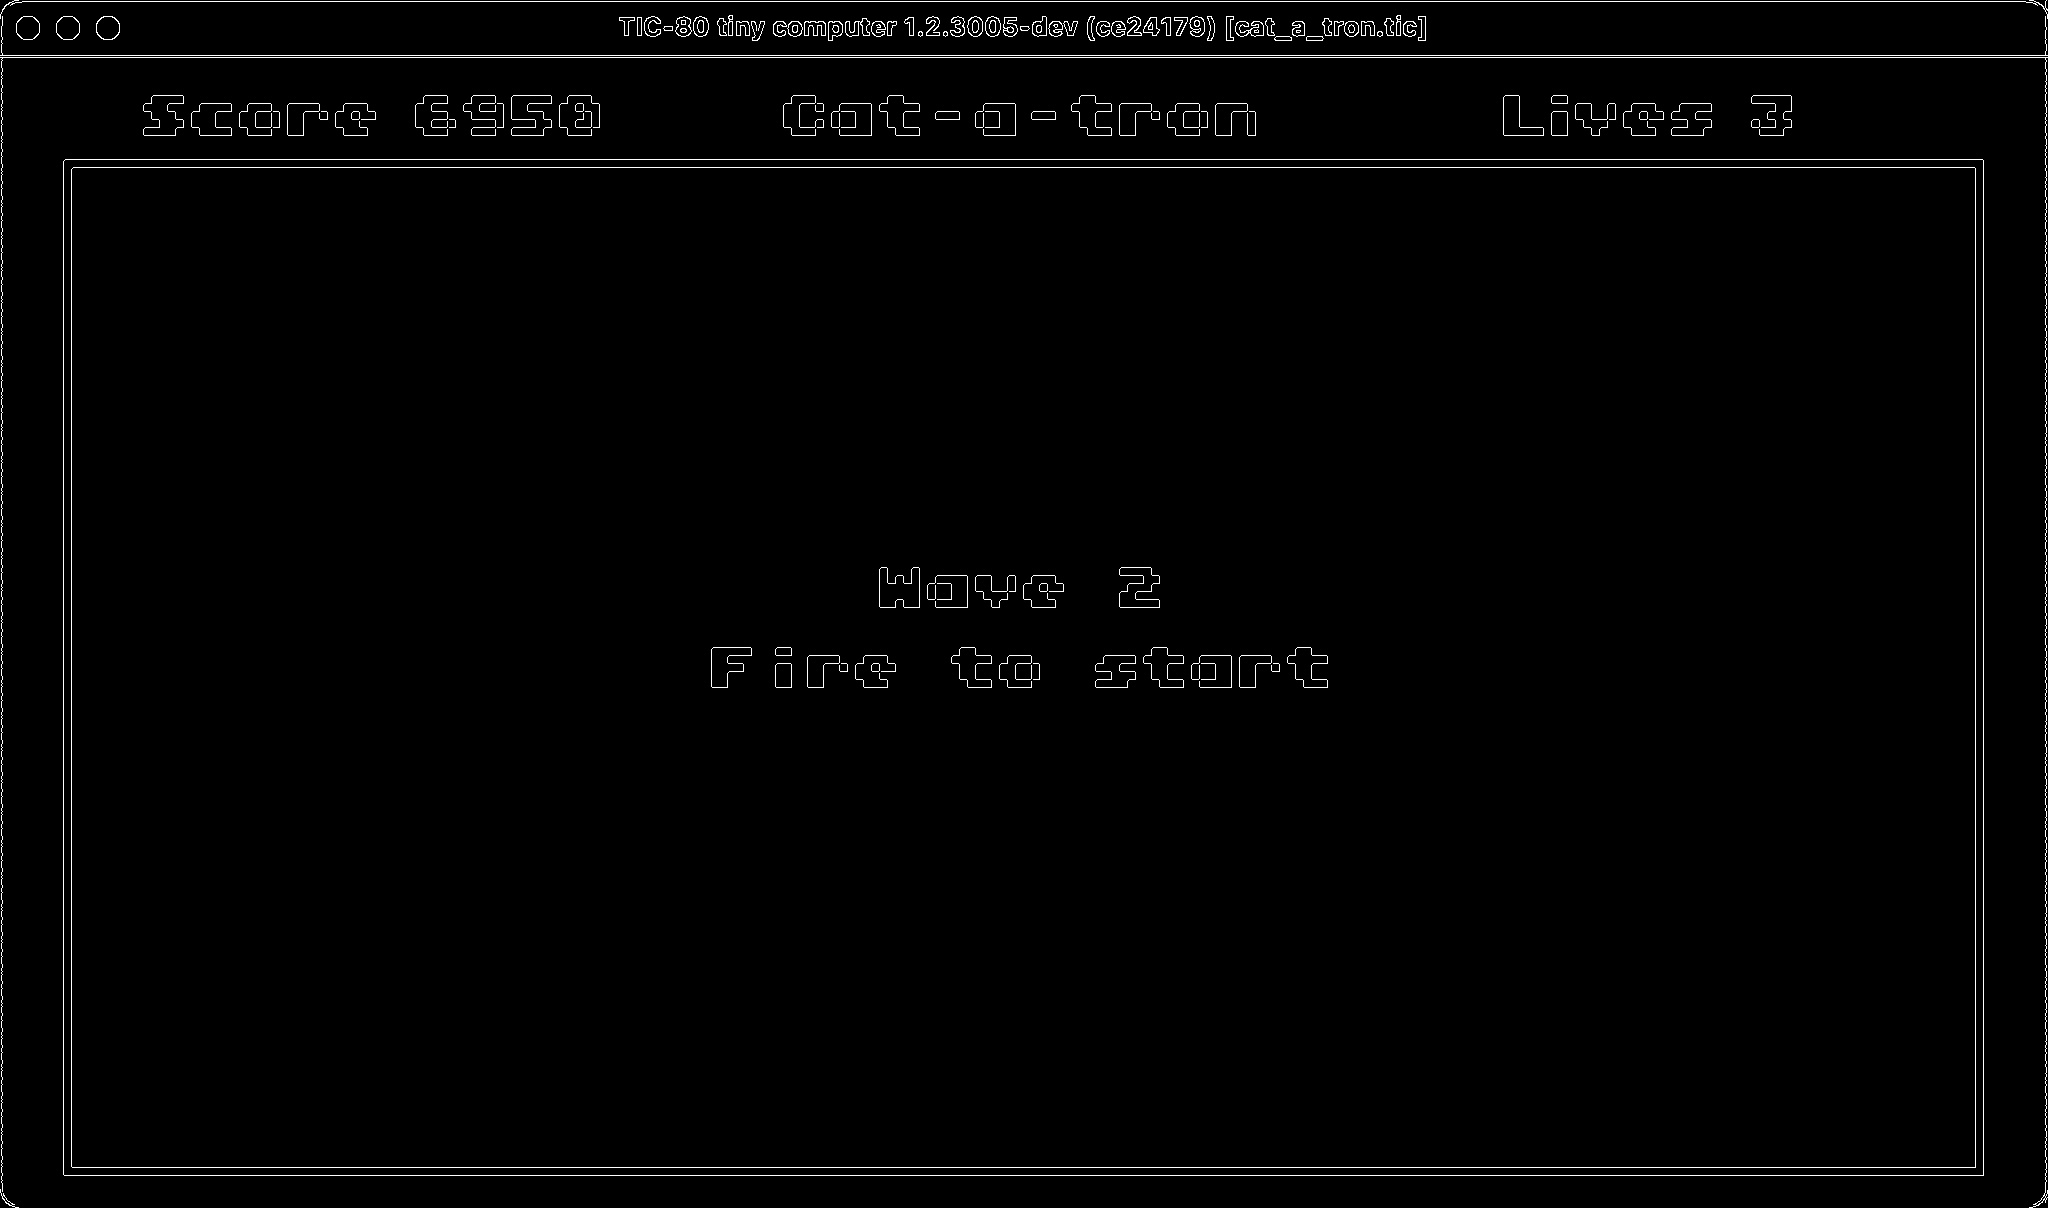 TIC-80 tiny computer 1.2.3005-dev (ce24179) [cat_a_tron.tic]
Score 6950 Cat-a-tron Lives 3
Wave 2
Fire to start